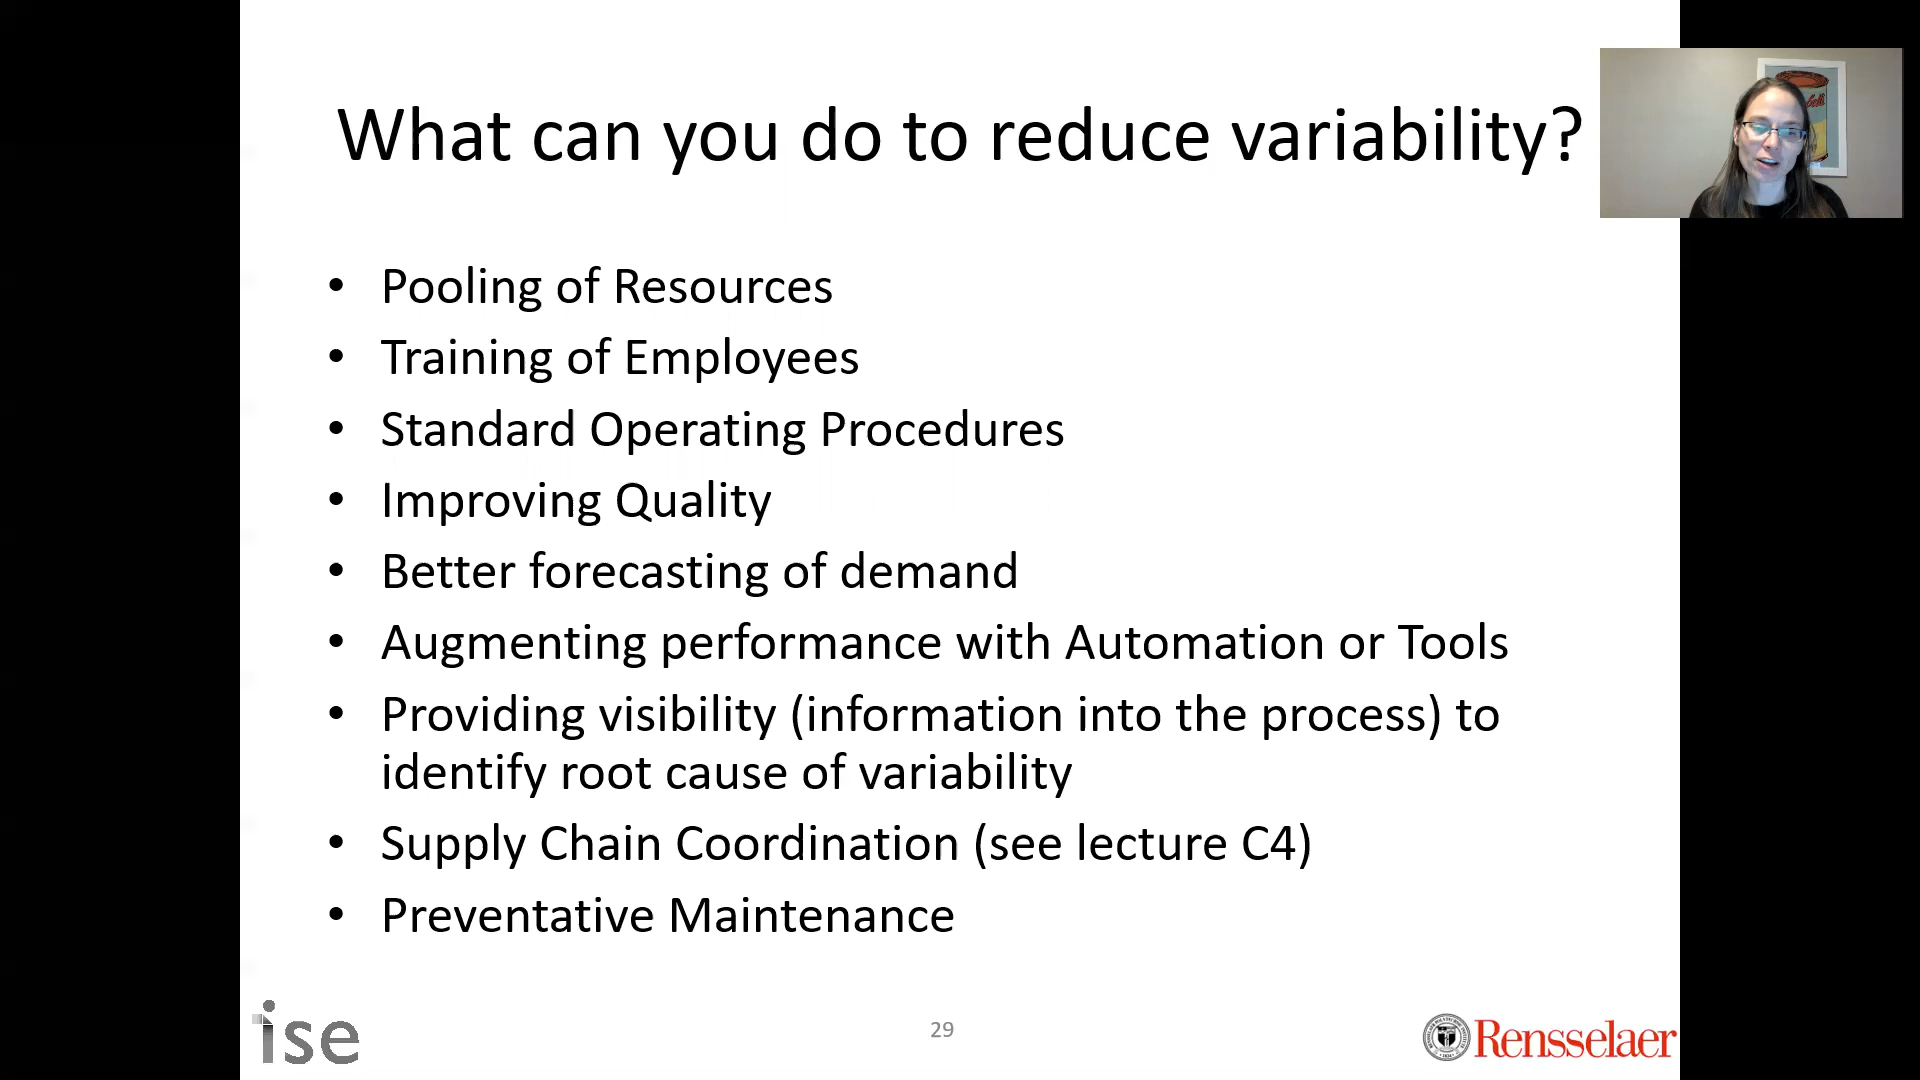 What can you do to reduce variability?
• Pooling of Resources
• Training of Employees
• Standard Operating Procedures
• Improving Quality
• Better forecasting of demand
• Augmenting performance with Automation or Tools
• Providing visibility (information into the process) to
identify root cause of variability
• Supply Chain Coordination (see lecture C4)
• Preventative Maintenance
ise
29
Rensselaer